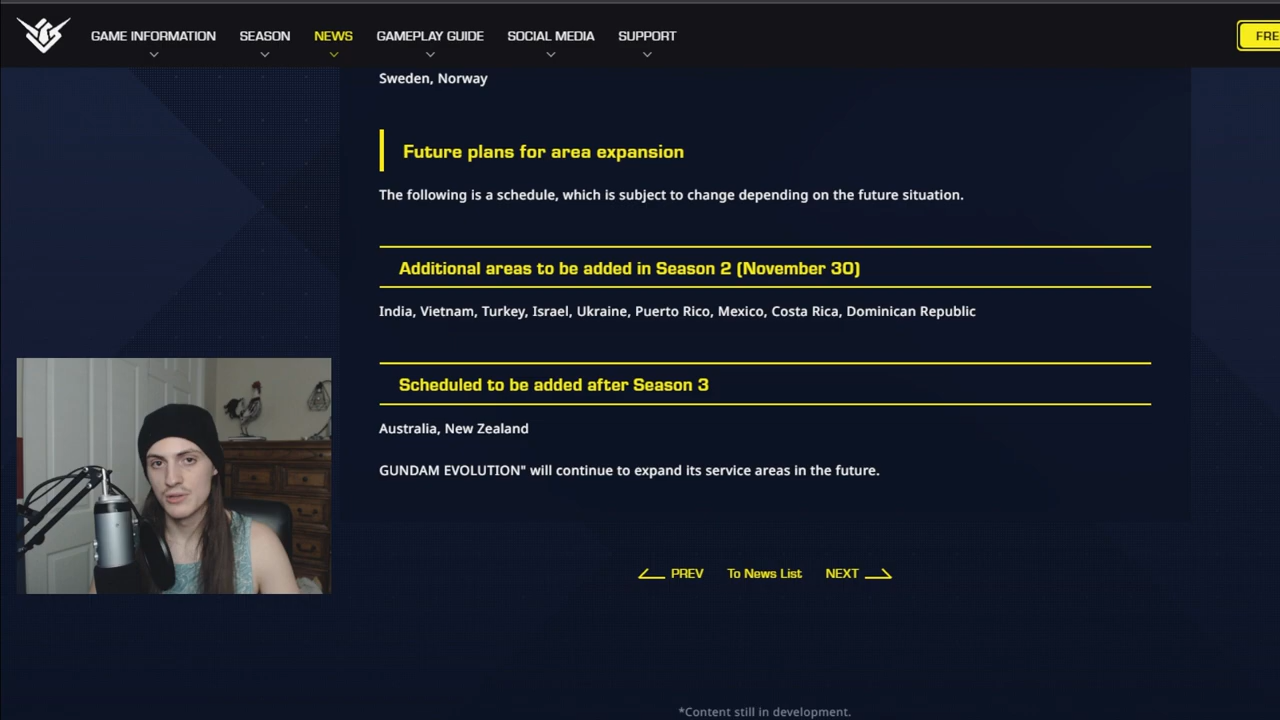 GAME INFORMATION SEASON NEWS GAMEPLAY GUIDE SOCIAL MEDIA SUPPORT FRE
Sweden, Norway
Future plans for area expansion
The following is a schedule, which is subject to change depending on the future situation.
Additional areas to be added in Season 2 (November 30)
India, Vietnam, Turkey, Israel, Ukraine, Puerto Rico, Mexico, Costa Rica, Dominican Republic
Scheduled to be added after Season 3
Australia, New Zealand
GUNDAM EVOLUTION" will continue to expand its service areas in the future.
PREV To News List NEXT
*Content still in development.